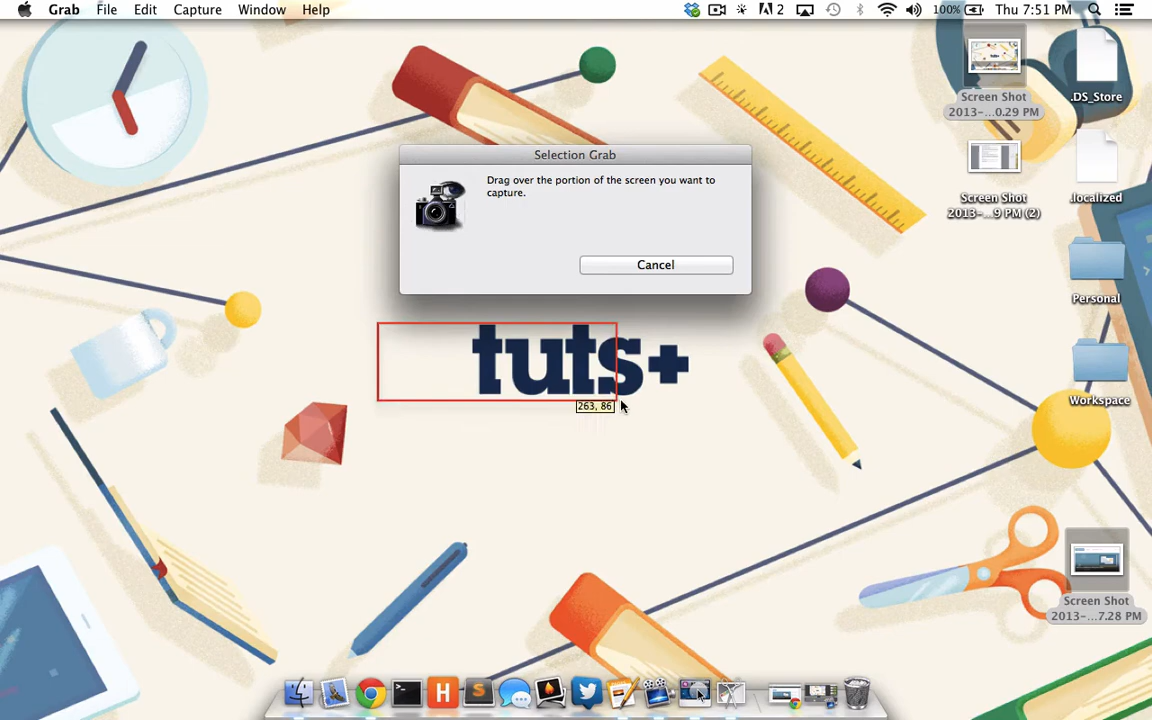 Grab File Edit Capture Window Help 2 100% Thu 7:51 PM
Screen Shot
2013-...0.29 PM
.DS_Store
Selection Grab
Drag over the portion of the screen you want to
capture.
Cancel
Screen Shot
2013-...9 PM (2)
.localized
Personal
tuts+
263, 86
Workspace
Screen Shot
2013-...7.28 PM
H
S